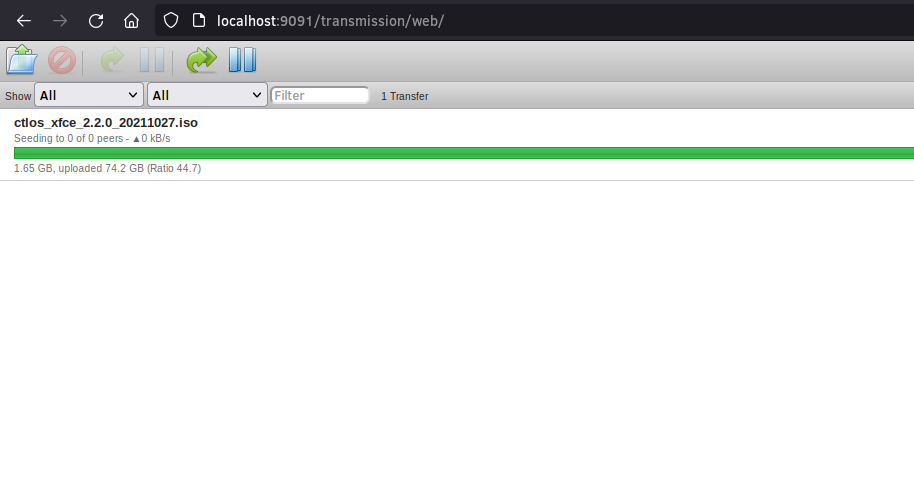 localhost:9091/transmission/web/
Show All All Filter 1 Transfer
ctlos_xfce_2.2.0_20211027.iso
Seeding to 0 of 0 peers - ▲0 kB/s
1.65 GB, uploaded 74.2 GB (Ratio 44.7)